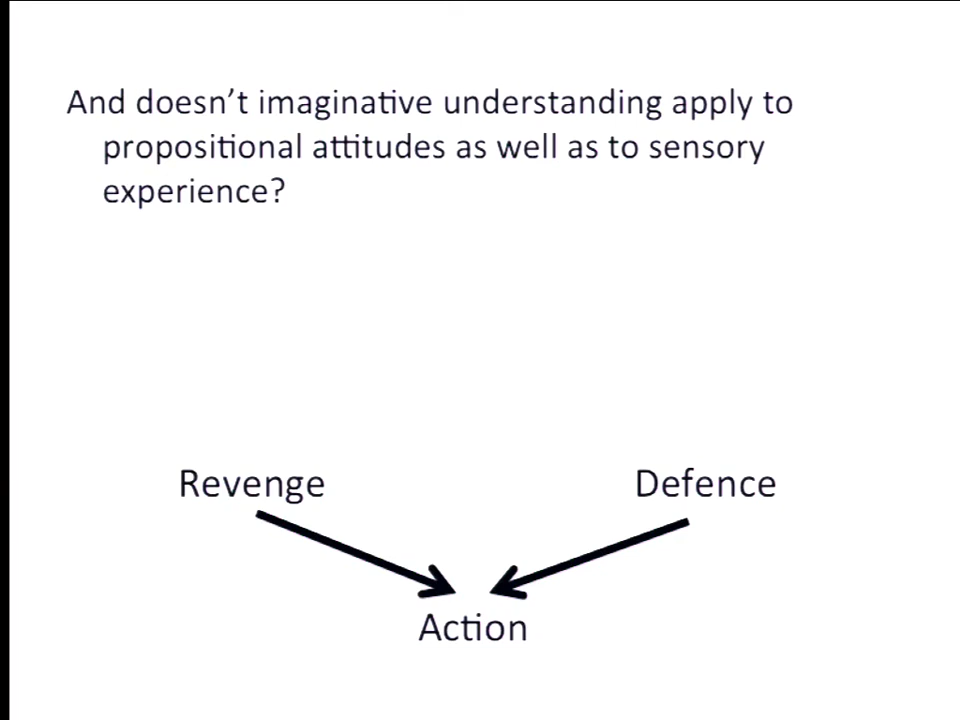 And doesn’t imaginative understanding apply to
propositional attitudes as well as to sensory
experience?
Revenge
Defence
Action